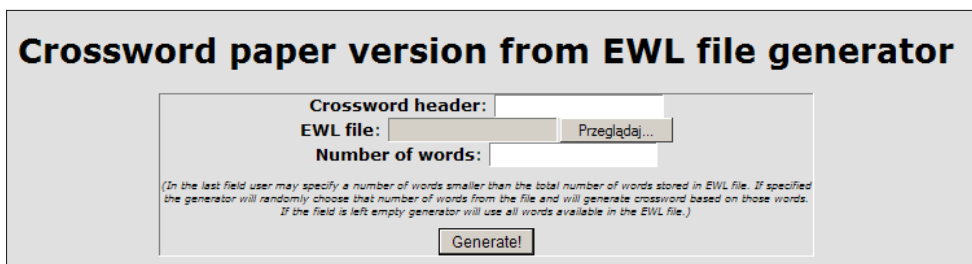 Crossword paper version from EWL file generator
Crossword header:
EWL file: Przeglądaj...
Number of words:
(In the last field user may specify a number of words smaller than the total number of words stored in EWL file. If specified
the generator will randomly choose that number of words from the file and will generate crossword based on those words.
If the field is left empty generator will use all words available in the EWL file.)
Generate!